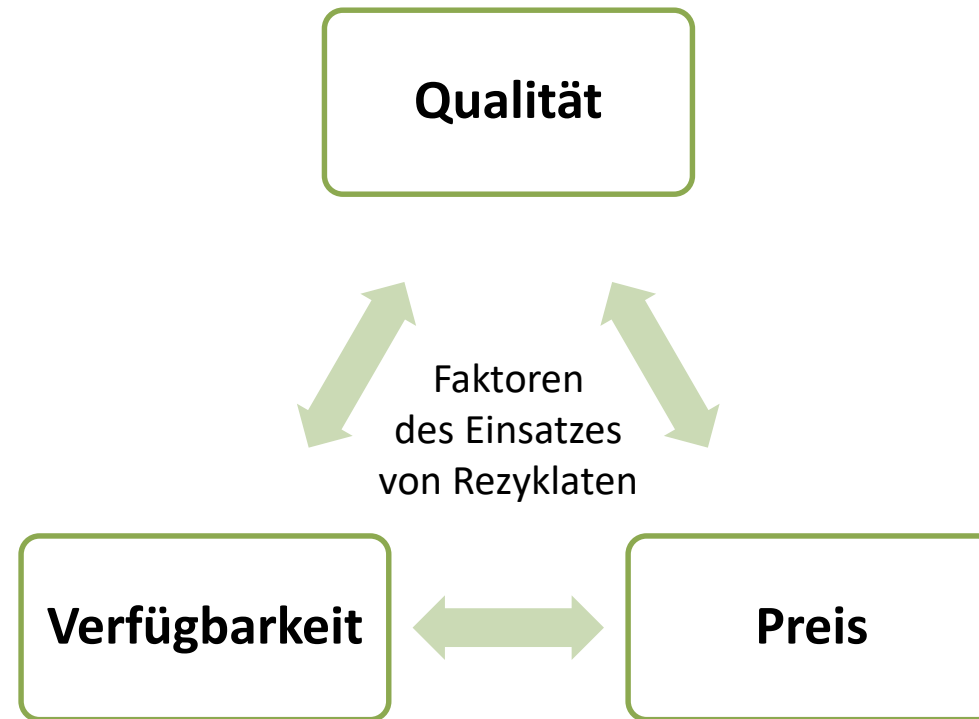 Qualität
Faktoren
des Einsatzes
von Rezyklaten
Verfügbarkeit
Preis